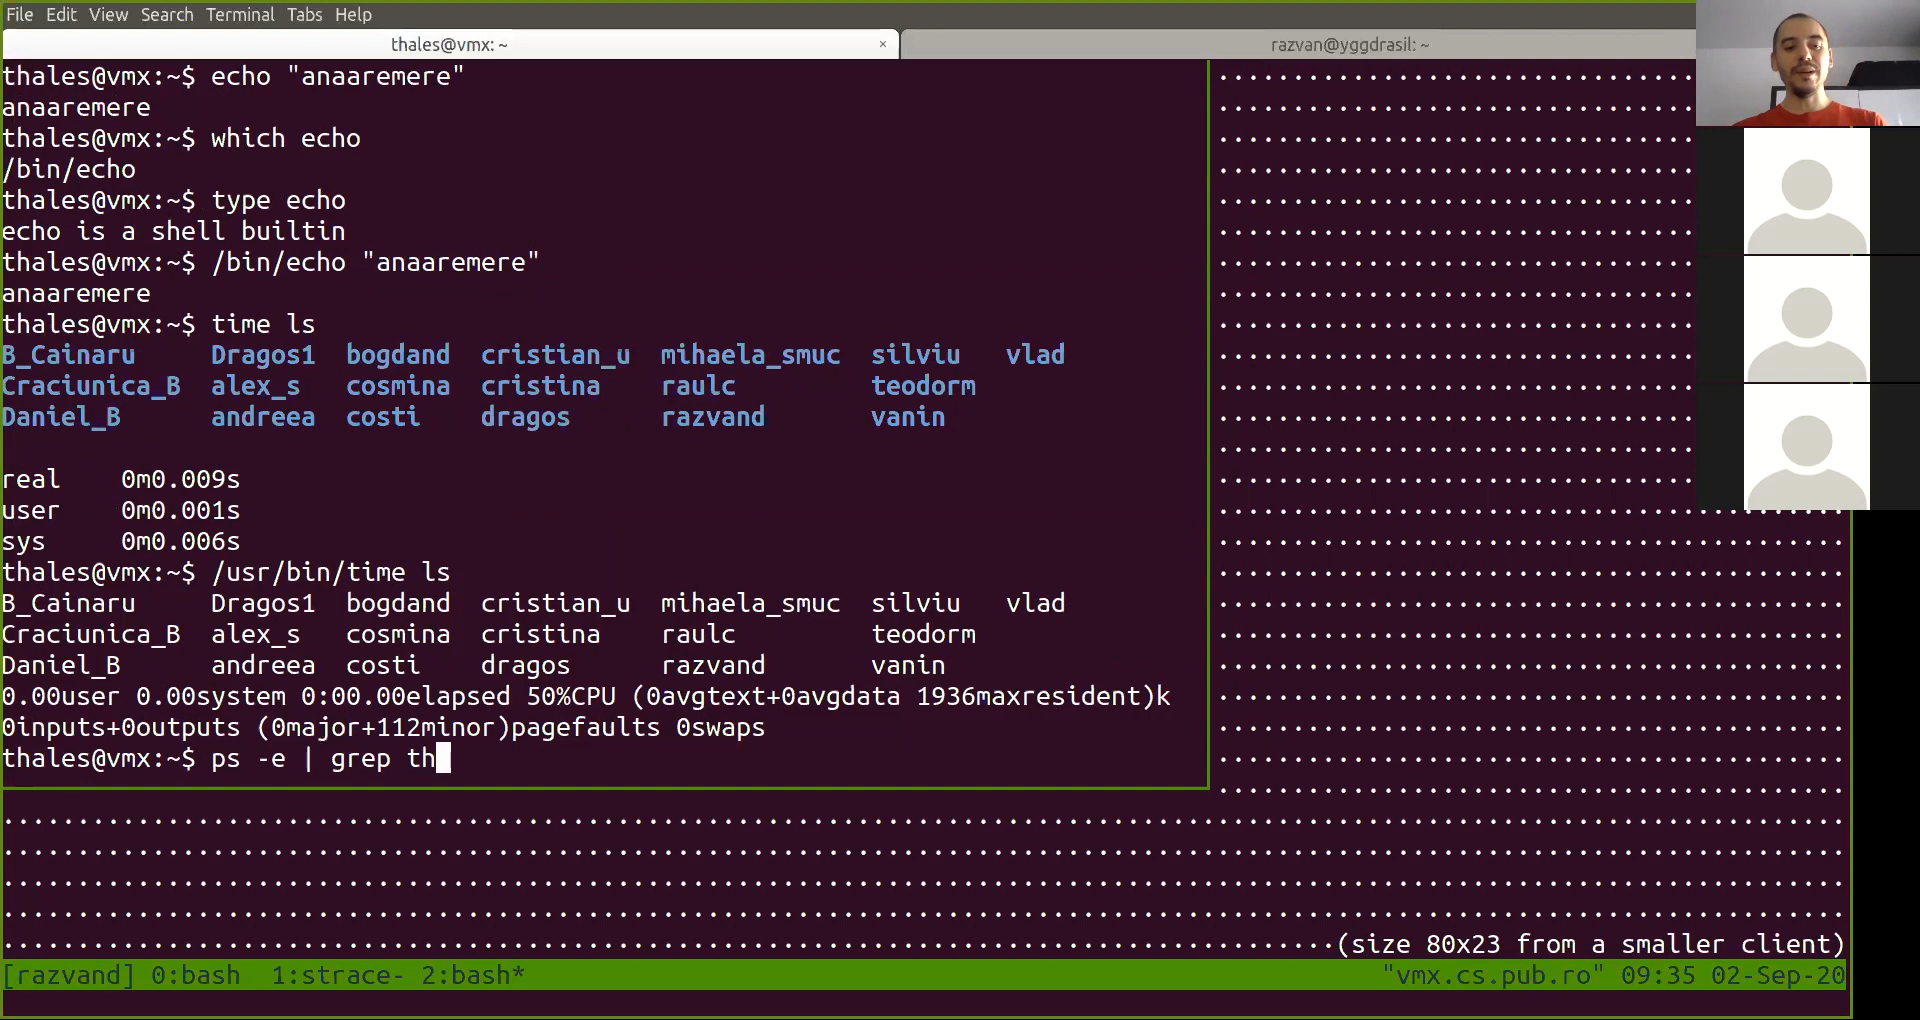 File Edit View Search Terminal Tabs Help
thales@vmx: ~ × razvan@yggdrasil: ~
thales@vmx:~$ echo "anaaremere"
anaaremere
thales@vmx:~$ which echo
/bin/echo
thales@vmx:~$ type echo
echo is a shell builtin
thales@vmx:~$ /bin/echo "anaaremere"
anaaremere
thales@vmx:~$ time ls
B_Cainaru Dragos1 bogdand cristian_u mihaela_smuc silviu vlad
Craciunica_B alex_s cosmina cristina raulc teodorm
Daniel_B andreea costi dragos razvand vanin
real 0m0.009s
user 0m0.001s
sys 0m0.006s
thales@vmx:~$ /usr/bin/time ls
B_Cainaru Dragos1 bogdand cristian_u mihaela_smuc silviu vlad
Craciunica_B alex_s cosmina cristina raulc teodorm
Daniel_B andreea costi dragos razvand vanin
0.00user 0.00system 0:00.00elapsed 50%CPU (0avgtext+0avgdata 1936maxresident)k
0inputs+0outputs (0major+112minor)pagefaults 0swaps
thales@vmx:~$ ps -e | grep th
(size 80x23 from a smaller client)
[razvand] 0:bash 1:strace- 2:bash* "vmx.cs.pub.ro" 09:35 02-Sep-20